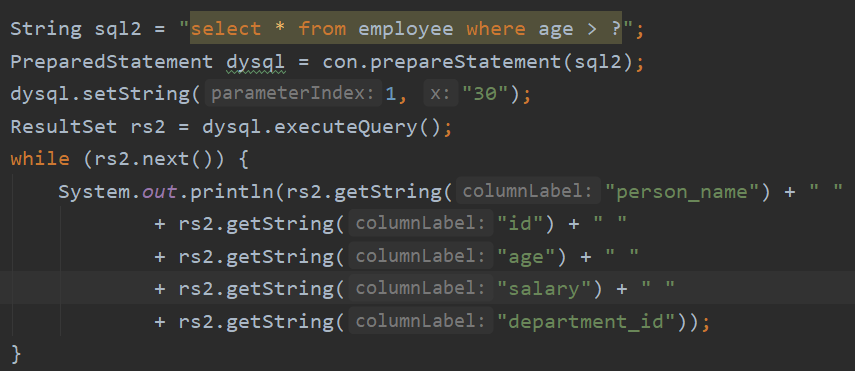 String sql2 = "select * from employee where age > ?";
PreparedStatement dysql = con.prepareStatement(sql2);
dysql.setString( parameterIndex: 1, x: "30");
ResultSet rs2 = dysql.executeQuery();
while (rs2.next()) {
System.out.println(rs2.getString( columnLabel: "person_name") + " "
+ rs2.getString( columnLabel: "id") + " "
+ rs2.getString( columnLabel: "age") + " "
+ rs2.getString( columnLabel: "salary") + " "
+ rs2.getString( columnLabel: "department_id"));
}